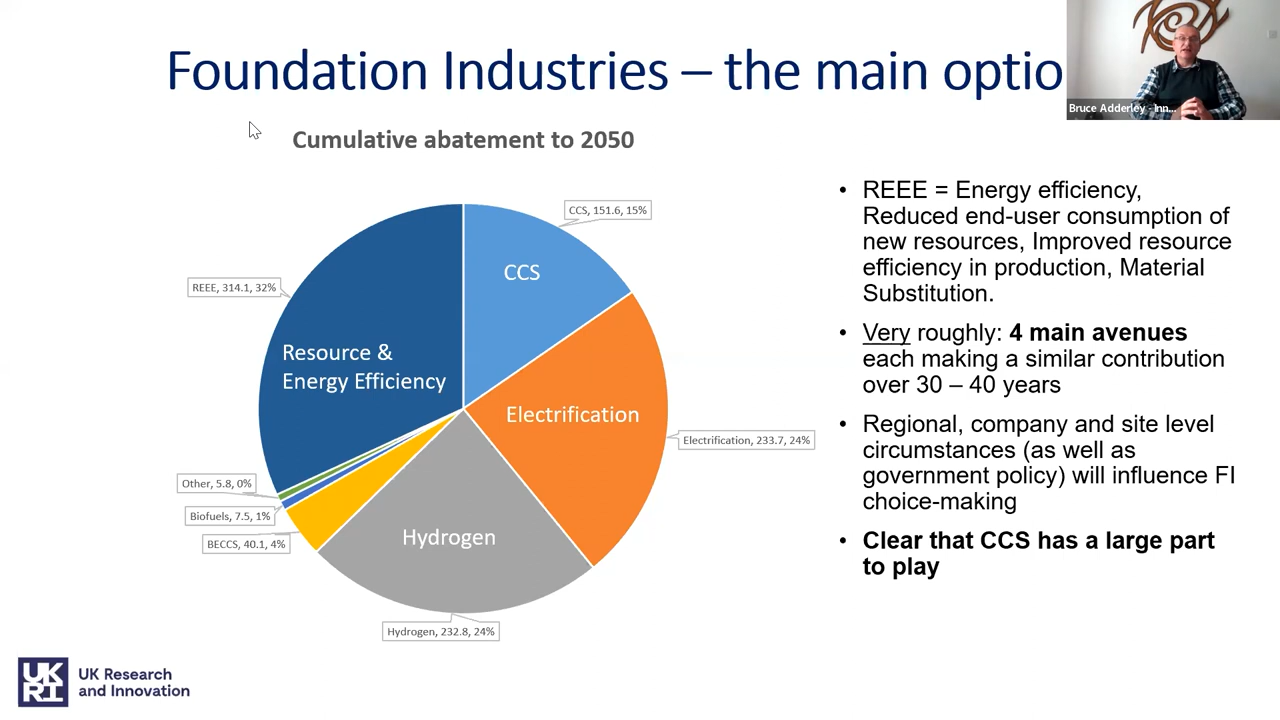 Foundation Industries – the main optio
Bruce Adderley - Inn...
Cumulative abatement to 2050
CCS, 151.6, 15%
REEE, 314.1, 32%
CCS
Resource &
Energy Efficiency
Electrification
Electrification, 233.7, 24%
Other, 5.8, 0%
Biofuels, 7.5, 1%
BECCS, 40.1, 4%
Hydrogen
Hydrogen, 232.8, 24%
• REEE = Energy efficiency,
Reduced end-user consumption of
new resources, Improved resource
efficiency in production, Material
Substitution.
• Very roughly: 4 main avenues
each making a similar contribution
over 30 – 40 years
• Regional, company and site level
circumstances (as well as
government policy) will influence FI
choice-making
• Clear that CCS has a large part
to play
UK
RI
UK Research
and Innovation